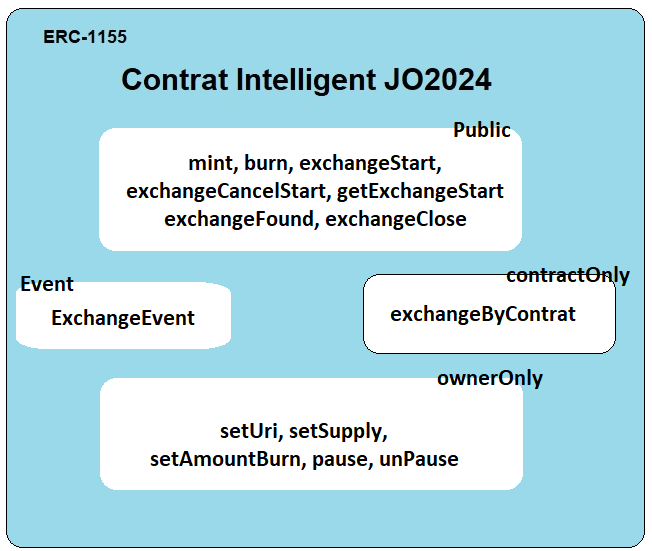 ERC-1155
Contrat Intelligent JO2024
Public
mint, burn, exchangeStart,
exchangeCancelStart, getExchangeStart
exchangeFound, exchangeClose
Event
ExchangeEvent
contractOnly
exchangeByContrat
ownerOnly
setUri, setSupply,
setAmountBurn, pause, unPause